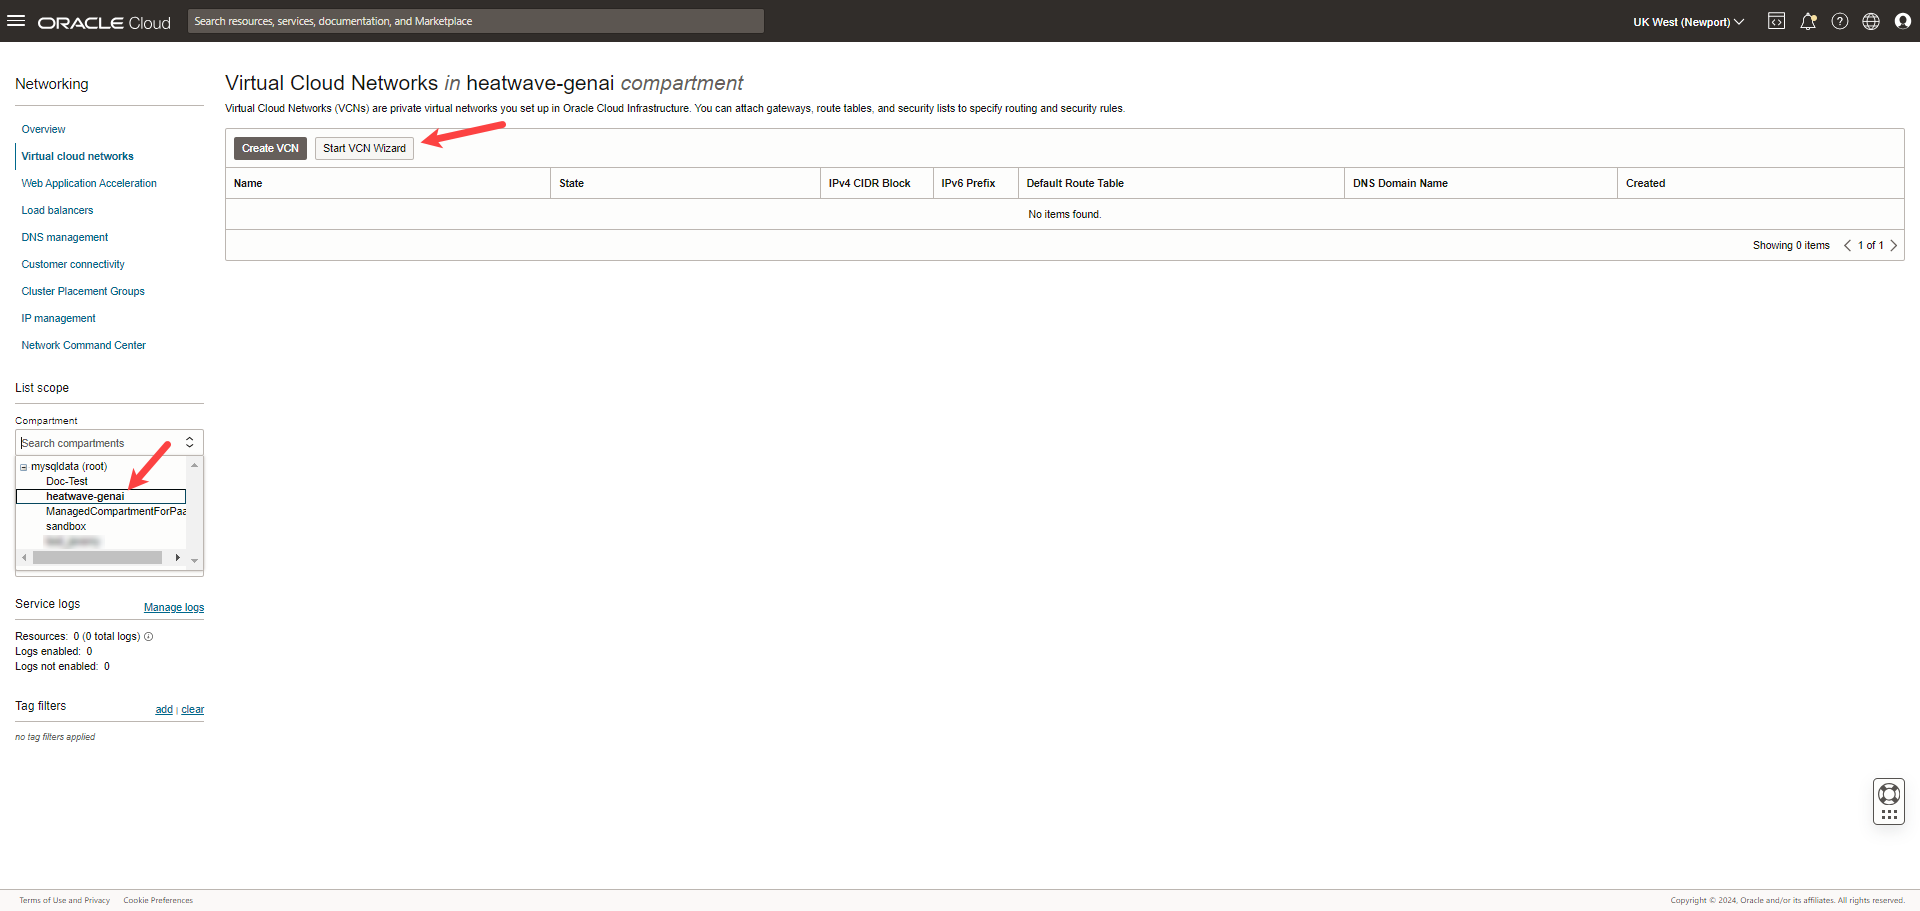 ORACLE Cloud
Search resources, services, documentation, and Marketplace
UK West (Newport)
Networking
Overview
Virtual cloud networks
Web Application Acceleration
Load balancers
DNS management
Customer connectivity
Cluster Placement Groups
IP management
Network Command Center
List scope
Compartment
Search compartments
mysqldata (root)
Doc-Test
heatwave-genai
ManagedCompartmentForPaa
sandbox
Service logs
Manage logs
Resources: 0 (0 total logs)
Logs enabled: 0
Logs not enabled: 0
Tag filters
add | clear
no tag filters applied
Virtual Cloud Networks in heatwave-genai compartment
Virtual Cloud Networks (VCNs) are private virtual networks you set up in Oracle Cloud Infrastructure. You can attach gateways, route tables, and security lists to specify routing and security rules.
Create VCN
Start VCN Wizard
Name State IPv4 CIDR Block IPv6 Prefix Default Route Table DNS Domain Name Created
No items found.
Showing 0 items
1 of 1
Terms of Use and Privacy
Cookie Preferences
Copyright © 2024, Oracle and/or its affiliates. All rights reserved.